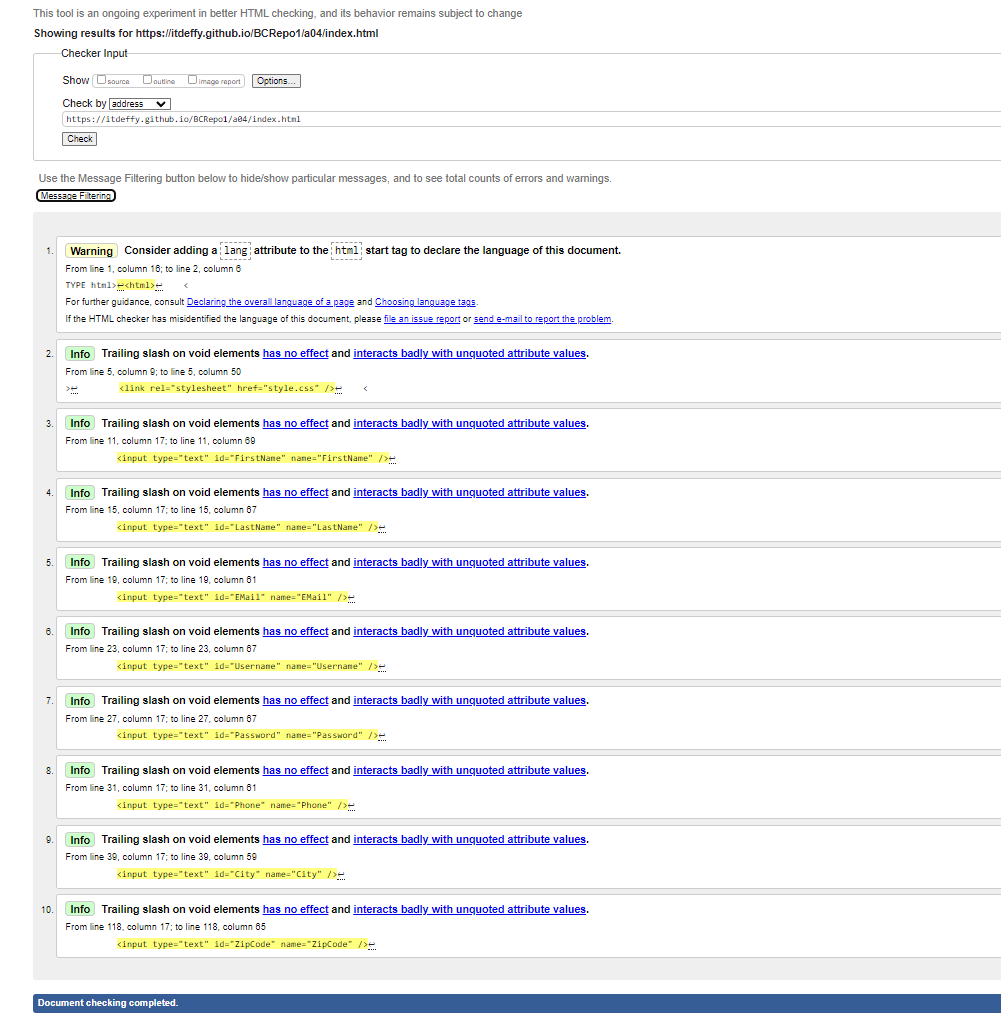 This tool is an ongoing experiment in better HTML checking, and its behavior remains subject to change
Showing results for https://itdeffy.github.io/BCRepo1/a04/index.html
Checker Input
Show source outline image report Options...
Check by address
https://itdeffy.github.io/BCRepo1/a04/index.html
Check
Use the Message Filtering button below to hide/show particular messages, and to see total counts of errors and warnings.
Message Filtering
1. Warning Consider adding a lang attribute to the html start tag to declare the language of this document.
From line 1, column 16; to line 2, column 6
TYPE html>↩<html>↩ <
For further guidance, consult Declaring the overall language of a page and Choosing language tags.
If the HTML checker has misidentified the language of this document, please file an issue report or send e-mail to report the problem.
2. Info Trailing slash on void elements has no effect and interacts badly with unquoted attribute values.
From line 5, column 9; to line 5, column 50
>↩ <link rel="stylesheet" href="style.css" />↩ <
3. Info Trailing slash on void elements has no effect and interacts badly with unquoted attribute values.
From line 11, column 17; to line 11, column 69
<input type="text" id="FirstName" name="FirstName" />↩
4. Info Trailing slash on void elements has no effect and interacts badly with unquoted attribute values.
From line 15, column 17; to line 15, column 67
<input type="text" id="LastName" name="LastName" />↩
5. Info Trailing slash on void elements has no effect and interacts badly with unquoted attribute values.
From line 19, column 17; to line 19, column 61
<input type="text" id="EMail" name="EMail" />↩
6. Info Trailing slash on void elements has no effect and interacts badly with unquoted attribute values.
From line 23, column 17; to line 23, column 67
<input type="text" id="Username" name="Username" />↩
7. Info Trailing slash on void elements has no effect and interacts badly with unquoted attribute values.
From line 27, column 17; to line 27, column 67
<input type="text" id="Password" name="Password" />↩
8. Info Trailing slash on void elements has no effect and interacts badly with unquoted attribute values.
From line 31, column 17; to line 31, column 61
<input type="text" id="Phone" name="Phone" />↩
9. Info Trailing slash on void elements has no effect and interacts badly with unquoted attribute values.
From line 39, column 17; to line 39, column 59
<input type="text" id="City" name="City" />↩
10. Info Trailing slash on void elements has no effect and interacts badly with unquoted attribute values.
From line 118, column 17; to line 118, column 65
<input type="text" id="ZipCode" name="ZipCode" />↩
Document checking completed.